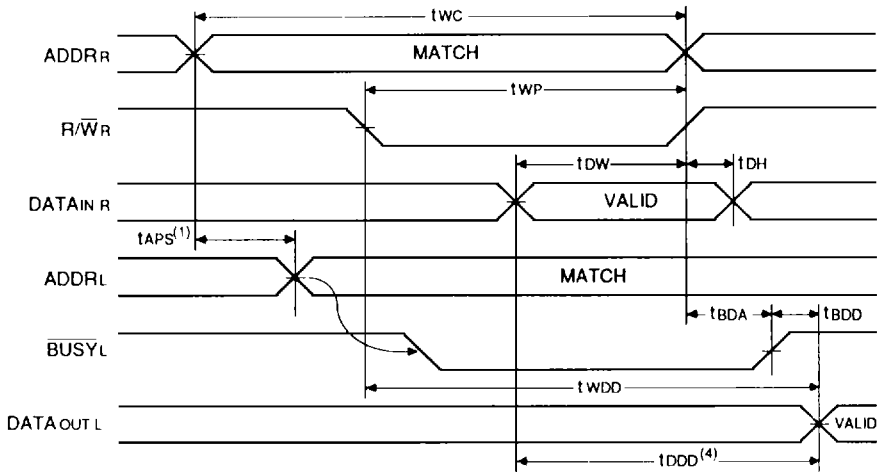 tWC
ADDRR MATCH
tWP
R/W̅R
tDW tDH
DATAIN R VALID
tAPS(1)
ADDRL MATCH
tBDA tBDD
B̅U̅S̅Y̅L
tWDD
DATAOUT L VALID
tDDD(4)